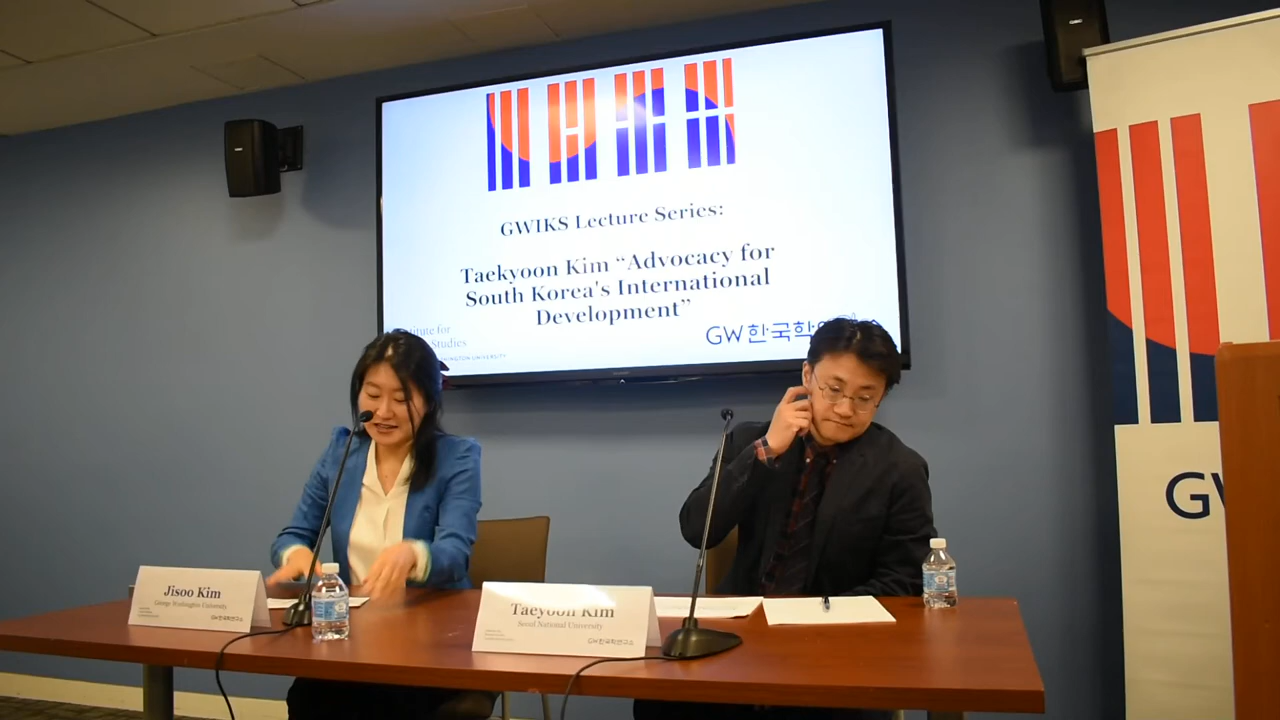 GWIKS Lecture Series:
Taekyoon Kim “Advocacy for
South Korea's International
Development”
stitute for
Studies
GW한국학연
Jisoo Kim
George Washington University
GW한국학연구소
Taeyoon Kim
Seoul National University
GW한국학연구소
GW